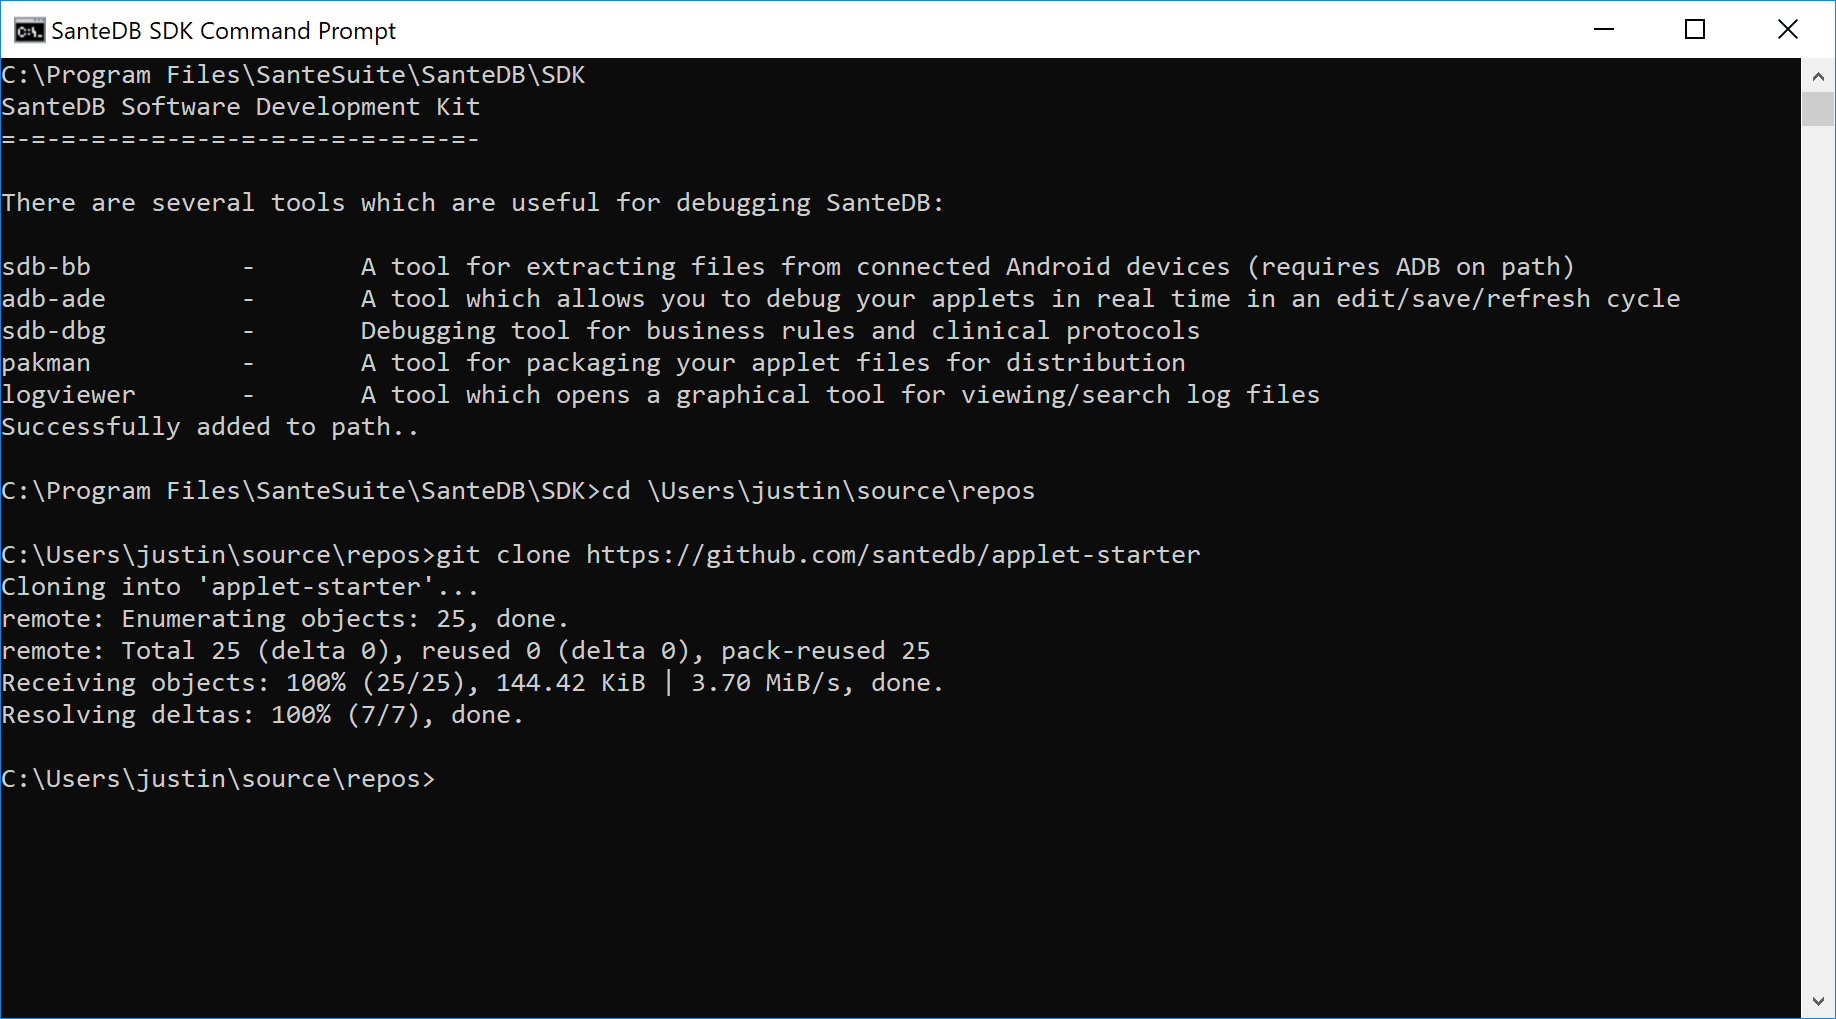 SanteDB SDK Command Prompt
C:\Program Files\SanteSuite\SanteDB\SDK
SanteDB Software Development Kit
=-=-=-=-=-=-=-=-=-=-=-=-=-=-=-=-
There are several tools which are useful for debugging SanteDB:
sdb-bb - A tool for extracting files from connected Android devices (requires ADB on path)
adb-ade - A tool which allows you to debug your applets in real time in an edit/save/refresh cycle
sdb-dbg - Debugging tool for business rules and clinical protocols
pakman - A tool for packaging your applet files for distribution
logviewer - A tool which opens a graphical tool for viewing/search log files
Successfully added to path..
C:\Program Files\SanteSuite\SanteDB\SDK>cd \Users\justin\source\repos
C:\Users\justin\source\repos>git clone https://github.com/santedb/applet-starter
Cloning into 'applet-starter'...
remote: Enumerating objects: 25, done.
remote: Total 25 (delta 0), reused 0 (delta 0), pack-reused 25
Receiving objects: 100% (25/25), 144.42 KiB | 3.70 MiB/s, done.
Resolving deltas: 100% (7/7), done.
C:\Users\justin\source\repos>